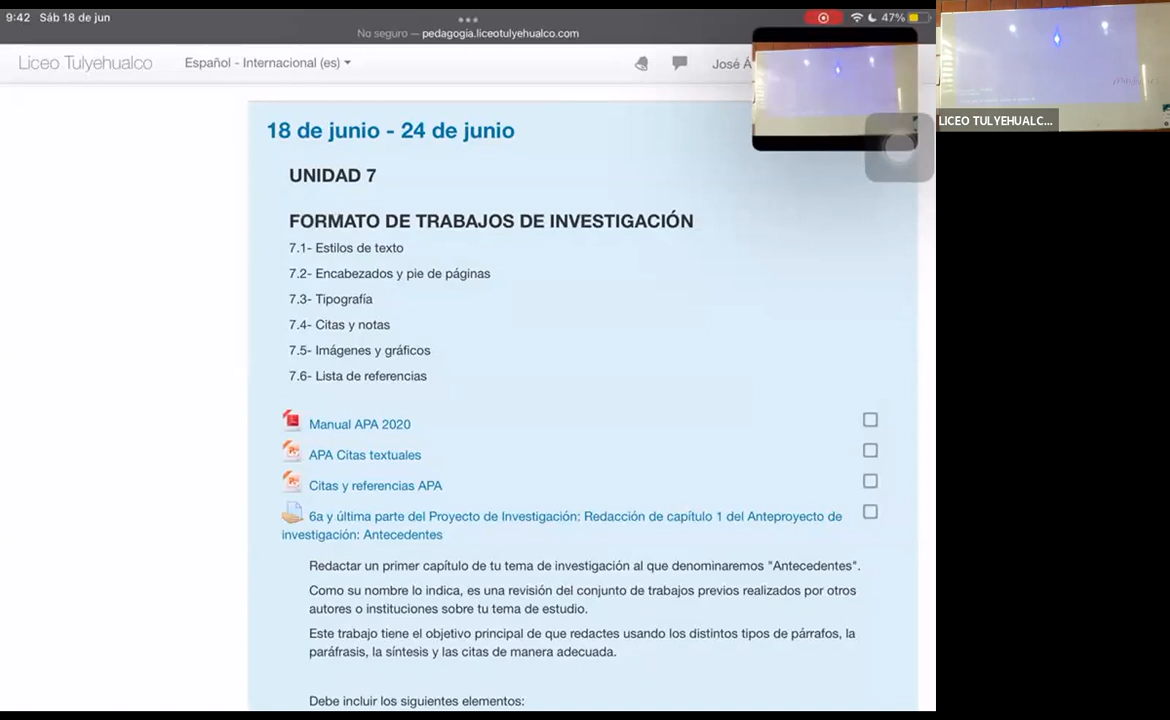 9:42 Sáb 18 de jun
47%
No seguro — pedagogia.liceotulyehualco.com
Liceo Tulyehualco
Español - Internacional (es)
José Á
LICEO TULYEHUALC...
18 de junio - 24 de junio
UNIDAD 7
FORMATO DE TRABAJOS DE INVESTIGACIÓN
7.1- Estilos de texto
7.2- Encabezados y pie de páginas
7.3- Tipografía
7.4- Citas y notas
7.5- Imágenes y gráficos
7.6- Lista de referencias
Manual APA 2020
APA Citas textuales
Citas y referencias APA
6a y última parte del Proyecto de Investigación: Redacción de capítulo 1 del Anteproyecto de
investigación: Antecedentes
Redactar un primer capítulo de tu tema de investigación al que denominaremos "Antecedentes".
Como su nombre lo indica, es una revisión del conjunto de trabajos previos realizados por otros
autores o instituciones sobre tu tema de estudio.
Este trabajo tiene el objetivo principal de que redactes usando los distintos tipos de párrafos, la
paráfrasis, la síntesis y las citas de manera adecuada.
Debe incluir los siguientes elementos: